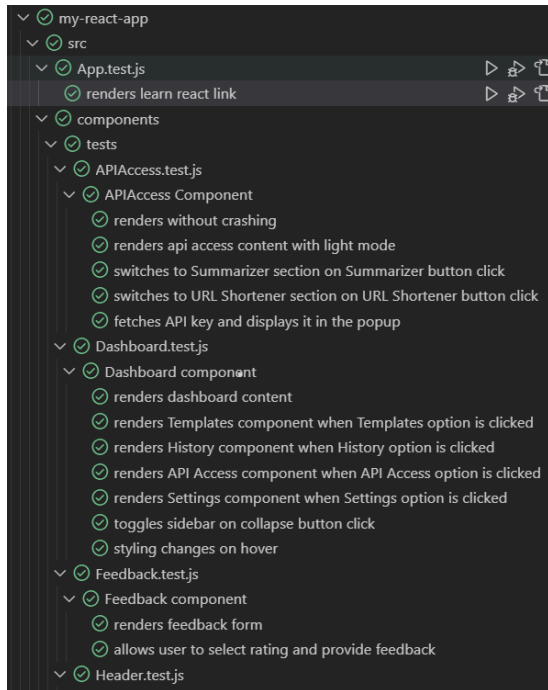 my-react-app
src
App.test.js
renders learn react link
components
tests
APIAccess.test.js
APIAccess Component
renders without crashing
renders api access content with light mode
switches to Summarizer section on Summarizer button click
switches to URL Shortener section on URL Shortener button click
fetches API key and displays it in the popup
Dashboard.test.js
Dashboard component
renders dashboard content
renders Templates component when Templates option is clicked
renders History component when History option is clicked
renders API Access component when API Access option is clicked
renders Settings component when Settings option is clicked
toggles sidebar on collapse button click
styling changes on hover
Feedback.test.js
Feedback component
renders feedback form
allows user to select rating and provide feedback
Header.test.js